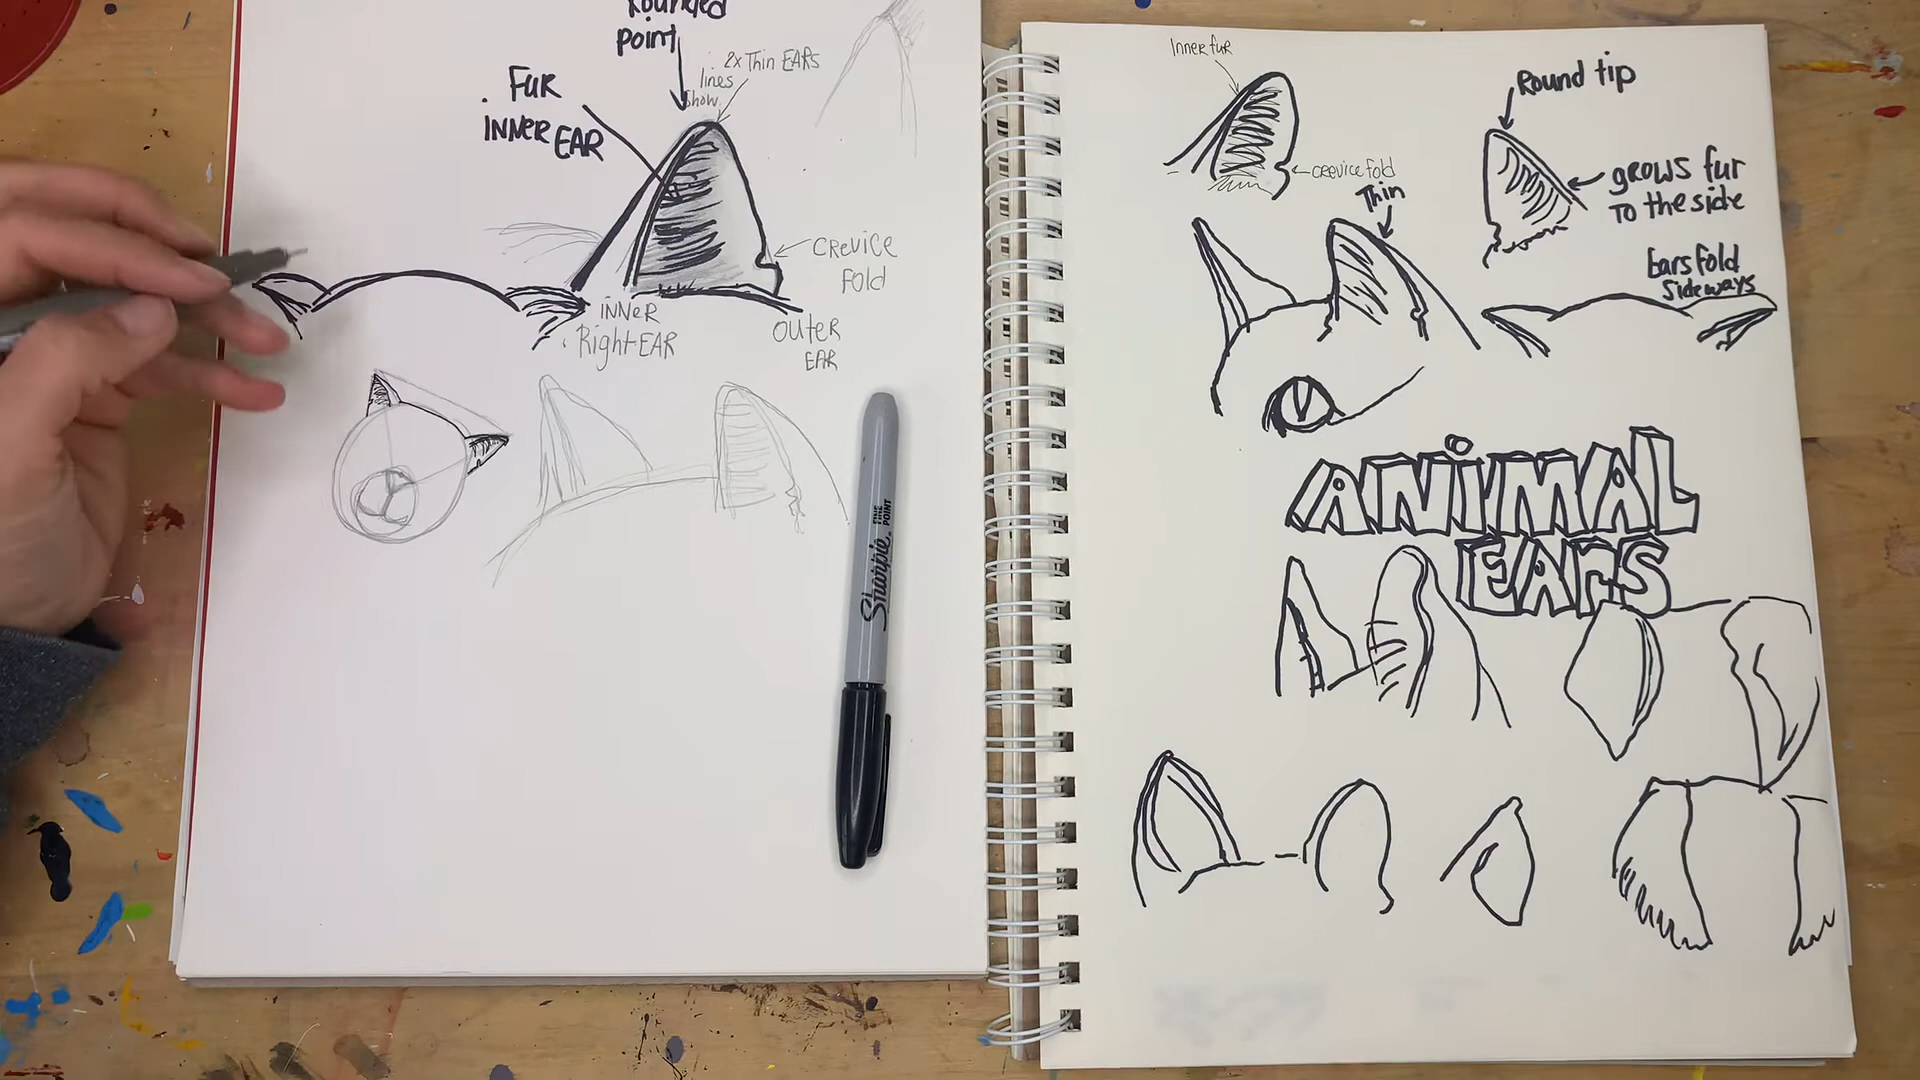 Rounded
point
2x Thin EARs
lines
show
FUR
INNER EAR
CREVICE
FOLD
INNER
Right EAR
OUteR
EAR
Sharpie
FINE
POINT
Inner fur
crevice fold
Thin
Round tip
gROWS fur
TO the side
Ears Fold
Sideways
ANiMAL
EArS